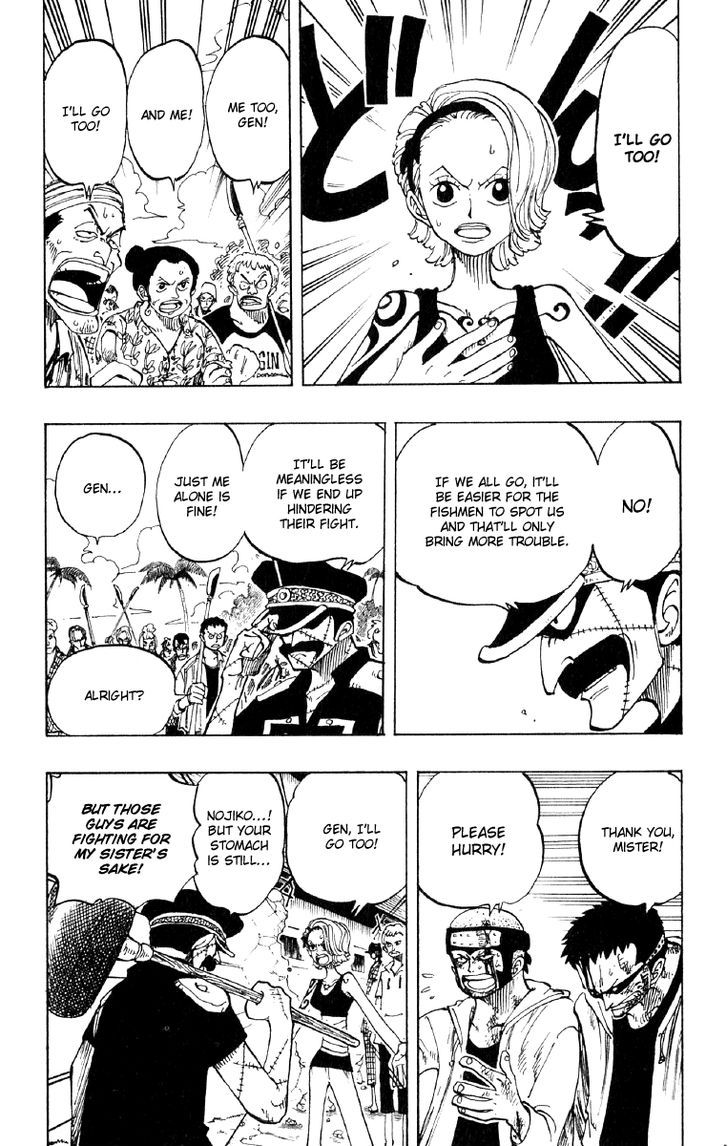 I'LL GO
TOO!
ME TOO,
GEN!
AND ME!
I'LL GO
TOO!
GIN
NO!
IF WE ALL GO, IT'LL
BE EASIER FOR THE
FISHMEN TO SPOT US
AND THAT'LL ONLY
BRING MORE TROUBLE.
IT'LL BE
MEANINGLESS
IF WE END UP
HINDERING
THEIR FIGHT.
JUST ME
ALONE IS
FINE!
GEN...
ALRIGHT?
THANK YOU,
MISTER!
PLEASE
HURRY!
GEN, I'LL
GO TOO!
NOJIKO...!
BUT YOUR
STOMACH
IS STILL...
BUT THOSE
GUYS ARE
FIGHTING FOR
MY SISTER'S
SAKE!